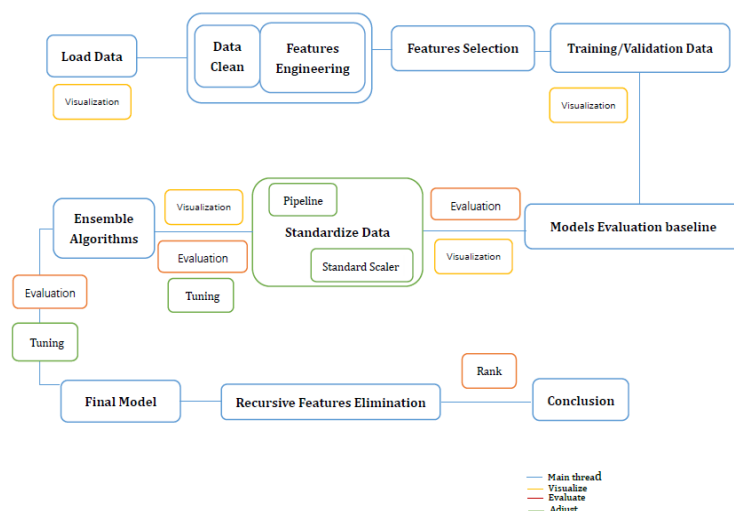 Load Data
Data
Clean
Features
Engineering
Features Selection
Training/Validation Data
Visualization
Visualization
Ensemble
Algorithms
Visualization
Evaluation
Tuning
Pipeline
Standardize Data
Standard Scaler
Evaluation
Visualization
Models Evaluation baseline
Evaluation
Tuning
Final Model
Recursive Features Elimination
Rank
Conclusion
Main thread
Visualize
Evaluate
Adjust